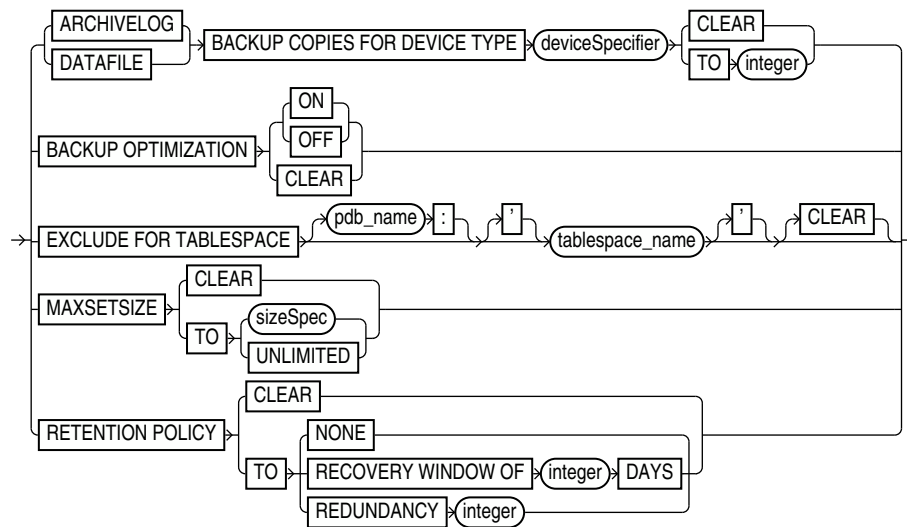 ARCHIVELOG
DATAFILE
BACKUP COPIES FOR DEVICE TYPE deviceSpecifier
CLEAR
TO integer
BACKUP OPTIMIZATION
ON
OFF
CLEAR
EXCLUDE FOR TABLESPACE pdb_name : ' tablespace_name ' CLEAR
MAXSETSIZE
CLEAR
TO
sizeSpec
UNLIMITED
RETENTION POLICY
CLEAR
TO
NONE
RECOVERY WINDOW OF integer DAYS
REDUNDANCY integer